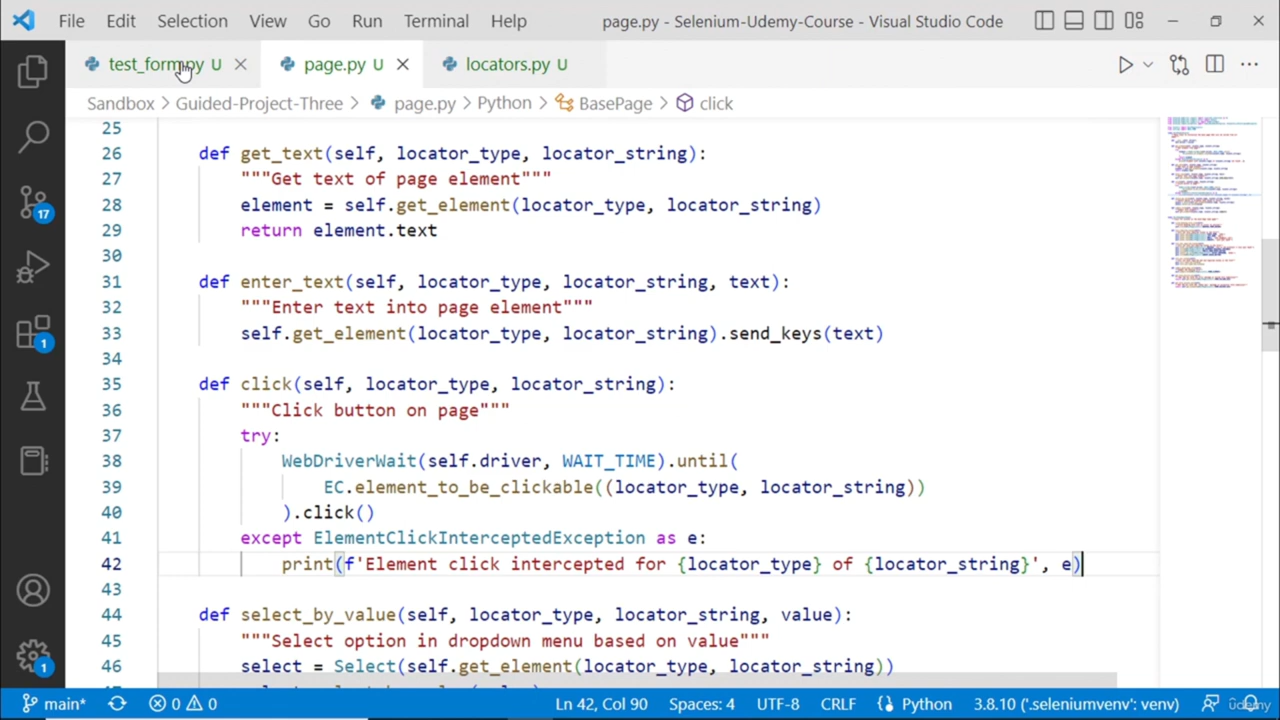 File Edit Selection View Go Run Terminal Help page.py - Selenium-Udemy-Course - Visual Studio Code
test_form.py U page.py U locators.py U
Sandbox > Guided-Project-Three > page.py > Python > BasePage > click
25
26 def get_text(self, locator_type, locator_string):
27 """Get text of page element"""
28 element = self.get_element(locator_type, locator_string)
29 return element.text
30
31 def enter_text(self, locator_type, locator_string, text):
32 """Enter text into page element"""
33 self.get_element(locator_type, locator_string).send_keys(text)
34
35 def click(self, locator_type, locator_string):
36 """Click button on page"""
37 try:
38 WebDriverWait(self.driver, WAIT_TIME).until(
39 EC.element_to_be_clickable((locator_type, locator_string))
40 ).click()
41 except ElementClickInterceptedException as e:
42 print(f'Element click intercepted for {locator_type} of {locator_string}', e)
43
44 def select_by_value(self, locator_type, locator_string, value):
45 """Select option in dropdown menu based on value"""
46 select = Select(self.get_element(locator_type, locator_string))
17
1
1
main* 0 0 Ln 42, Col 90 Spaces: 4 UTF-8 CRLF Python 3.8.10 ('.seleniumvenv': venv) ûdemy